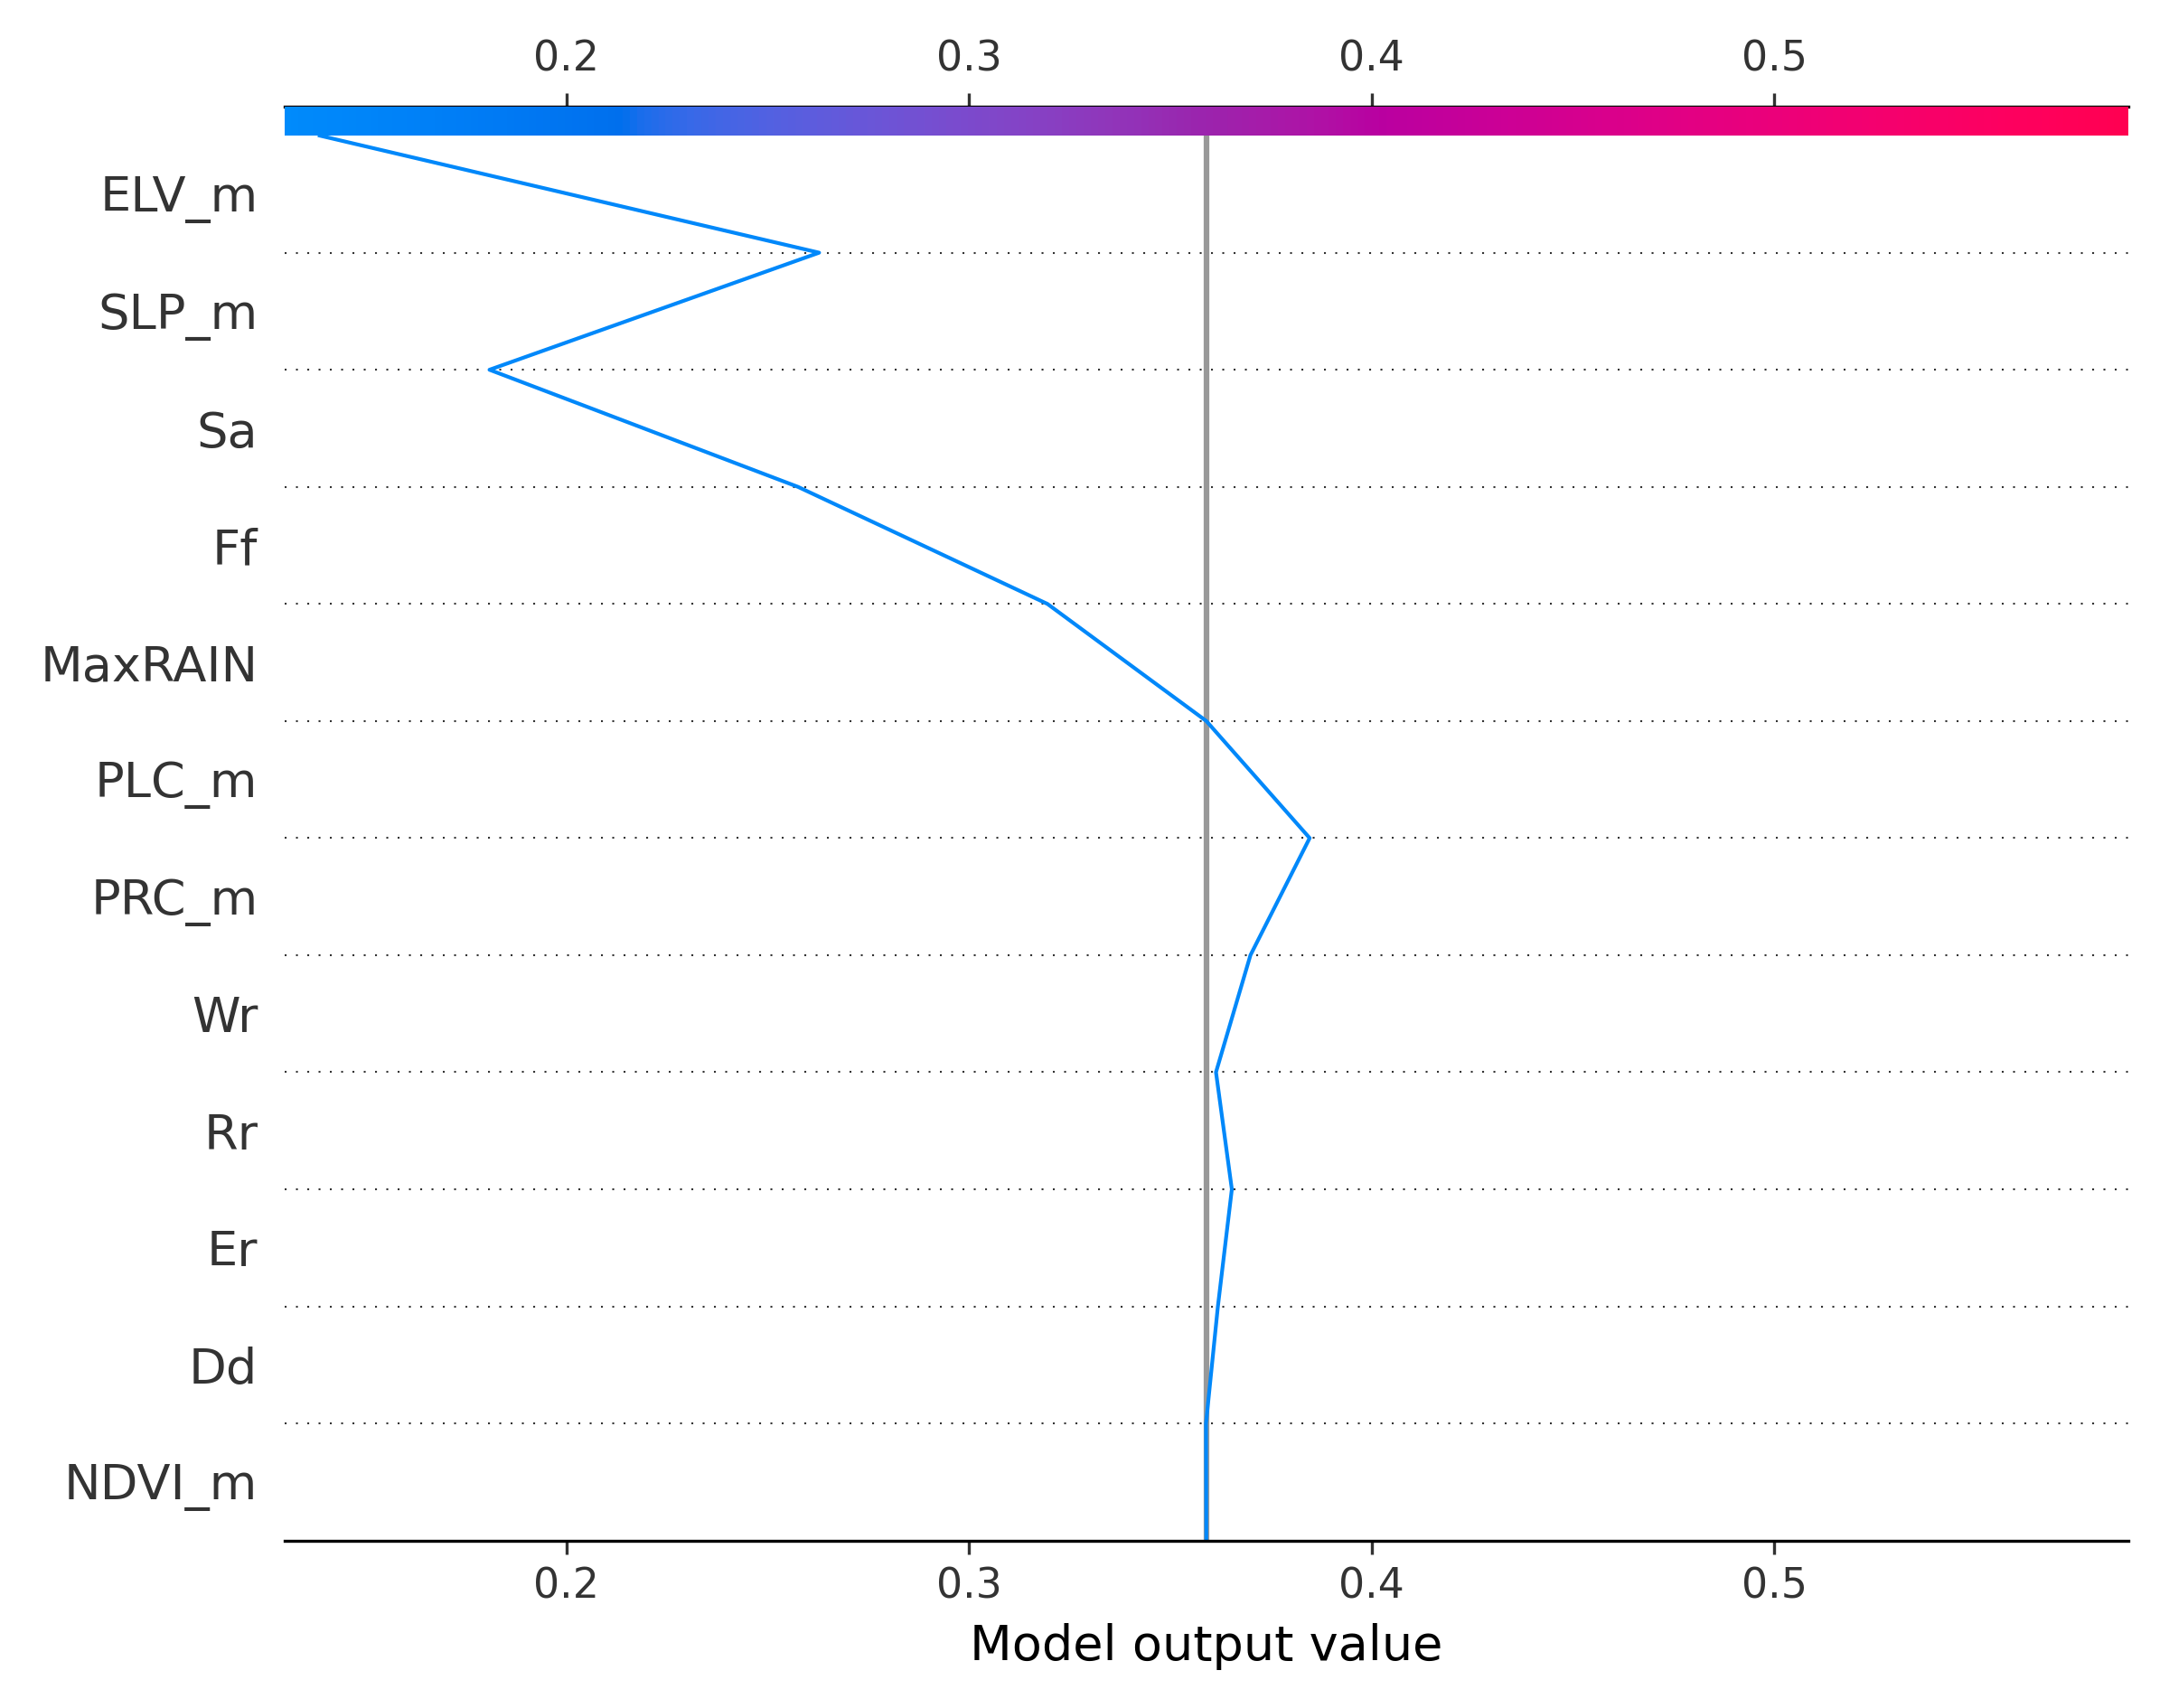 0.2 0.3 0.4 0.5
ELV_m
SLP_m
Sa
Ff
MaxRAIN
PLC_m
PRC_m
Wr
Rr
Er
Dd
NDVI_m
0.2 0.3 0.4 0.5
Model output value